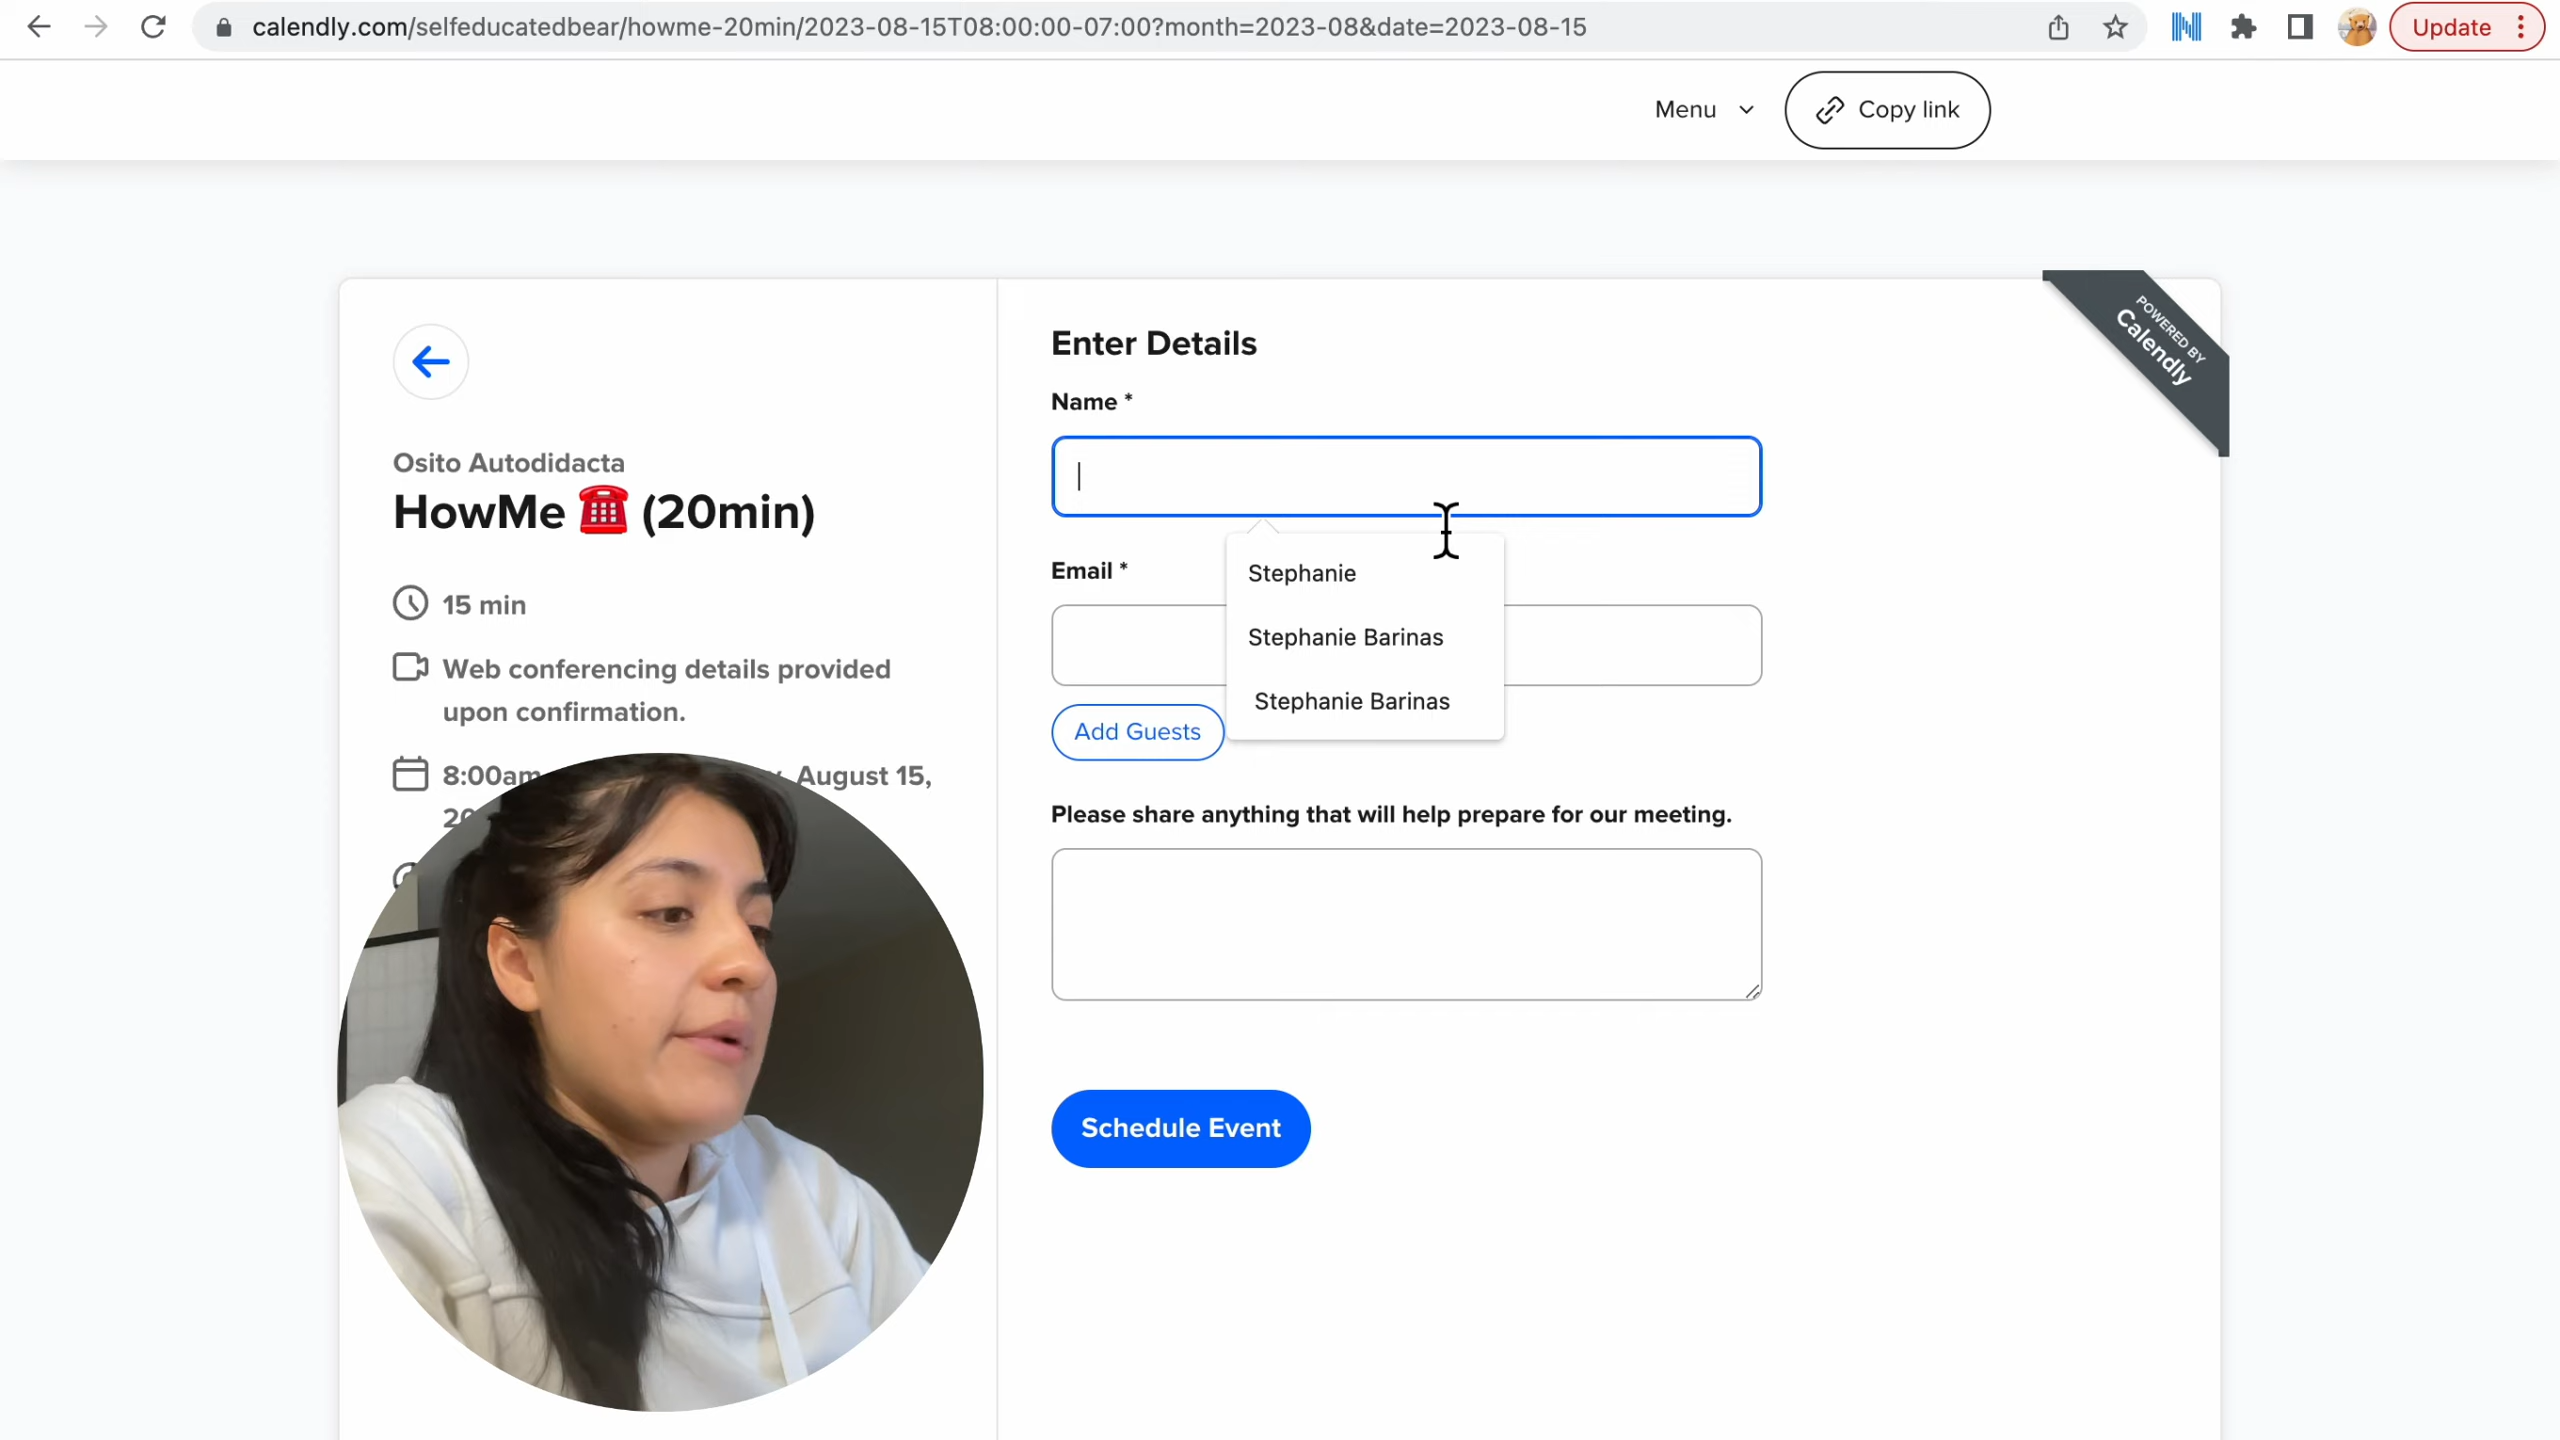 calendly.com/selfeducatedbear/howme-20min/2023-08-15T08:00:00-07:00?month=2023-08&date=2023-08-15
Update
Menu
Copy link
POWERED BY
Calendly
Osito Autodidacta
HowMe ☎️ (20min)
15 min
Web conferencing details provided
upon confirmation.
8:00am August 15,
Enter Details
Name *
Stephanie
Stephanie Barinas
Stephanie Barinas
Email *
Add Guests
Please share anything that will help prepare for our meeting.
Schedule Event